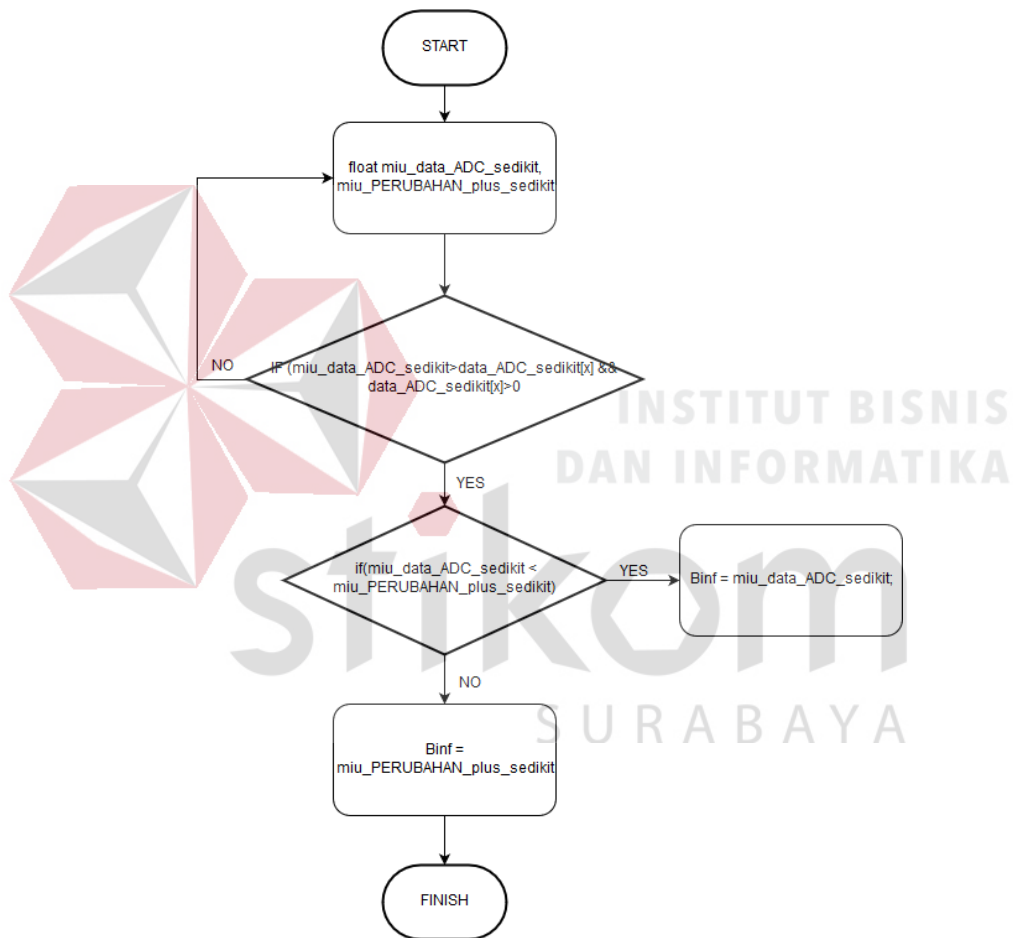 START
float miu_data_ADC_sedikit,
miu_PERUBAHAN_plus_sedikit
NO
IF (miu_data_ADC_sedikit>data_ADC_sedikit[x] &&
data_ADC_sedikit[x]>0
INSTITUT BISNIS
DAN INFORMATIKA
YES
if(miu_data_ADC_sedikit <
miu_PERUBAHAN_plus_sedikit)
YES
Binf = miu_data_ADC_sedikit;
stikom
NO
SURABAYA
Binf =
miu_PERUBAHAN_plus_sedikit
FINISH